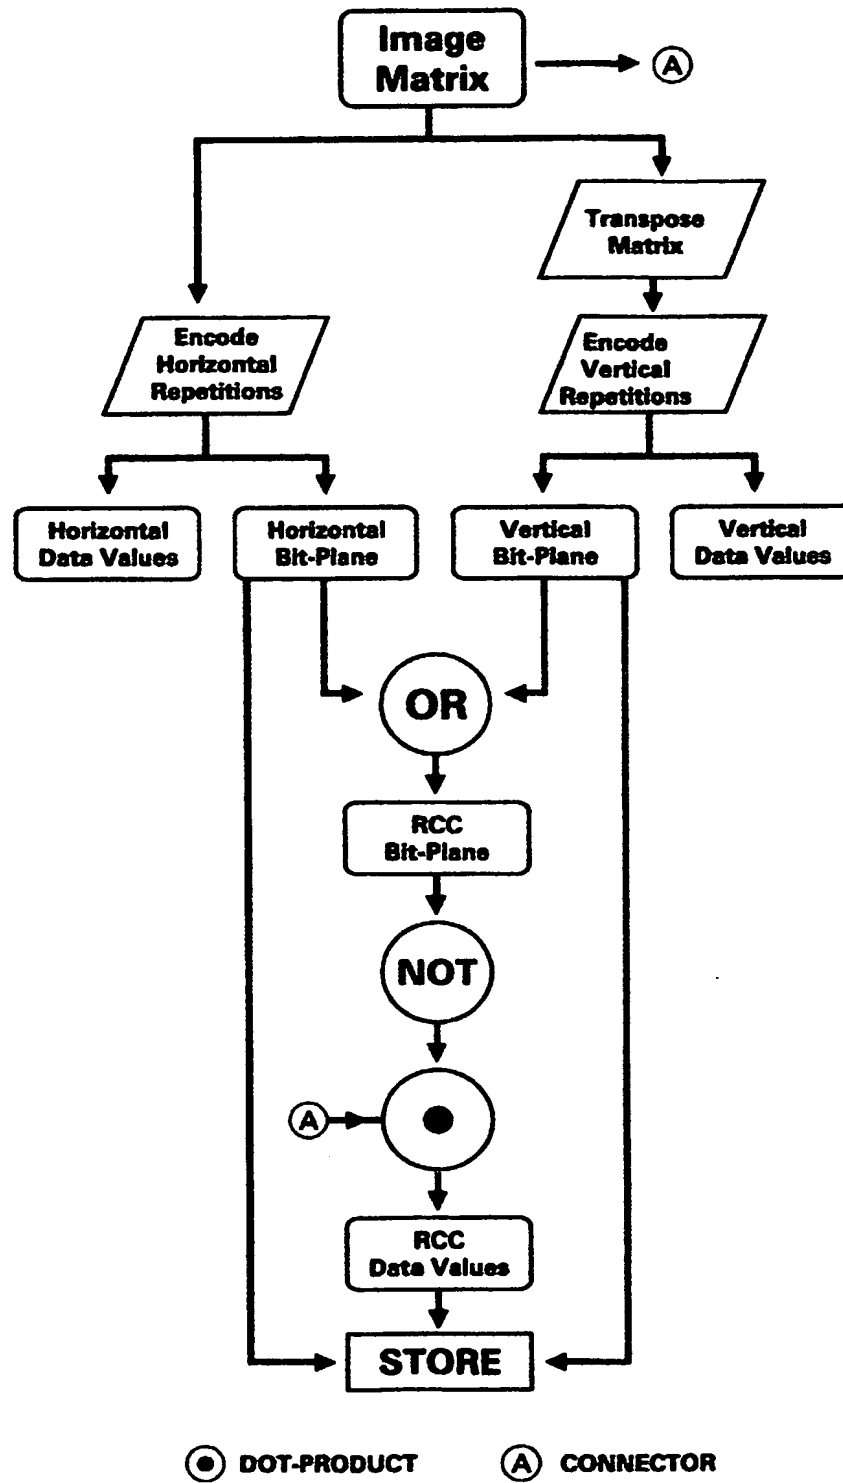 Image
Matrix
A
Transpose
Matrix
Encode
Horizontal
Repetitions
Encode
Vertical
Repetitions
Horizontal
Data Values
Horizontal
Bit-Plane
Vertical
Bit-Plane
Vertical
Data Values
OR
RCC
Bit-Plane
NOT
A
RCC
Data Values
STORE
DOT-PRODUCT
A CONNECTOR